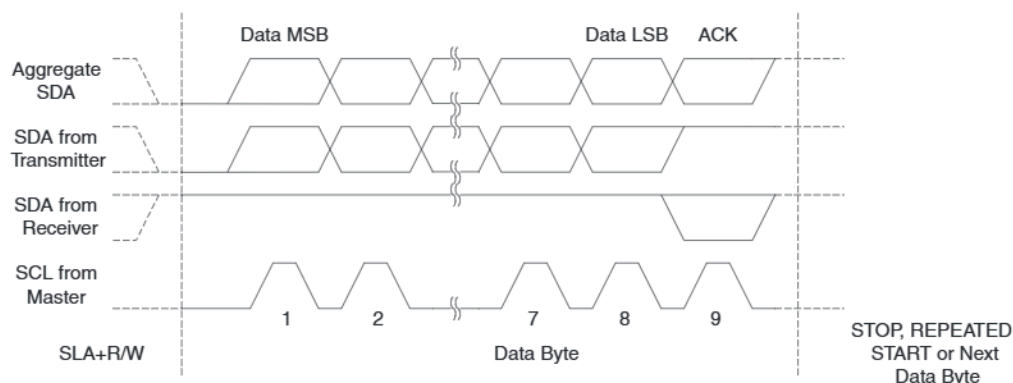 Data MSB
Data LSB
ACK
Aggregate
SDA
SDA from
Transmitter
SDA from
Receiver
SCL from
Master
1
2
7
8
9
SLA+R/W
Data Byte
STOP, REPEATED
START or Next
Data Byte